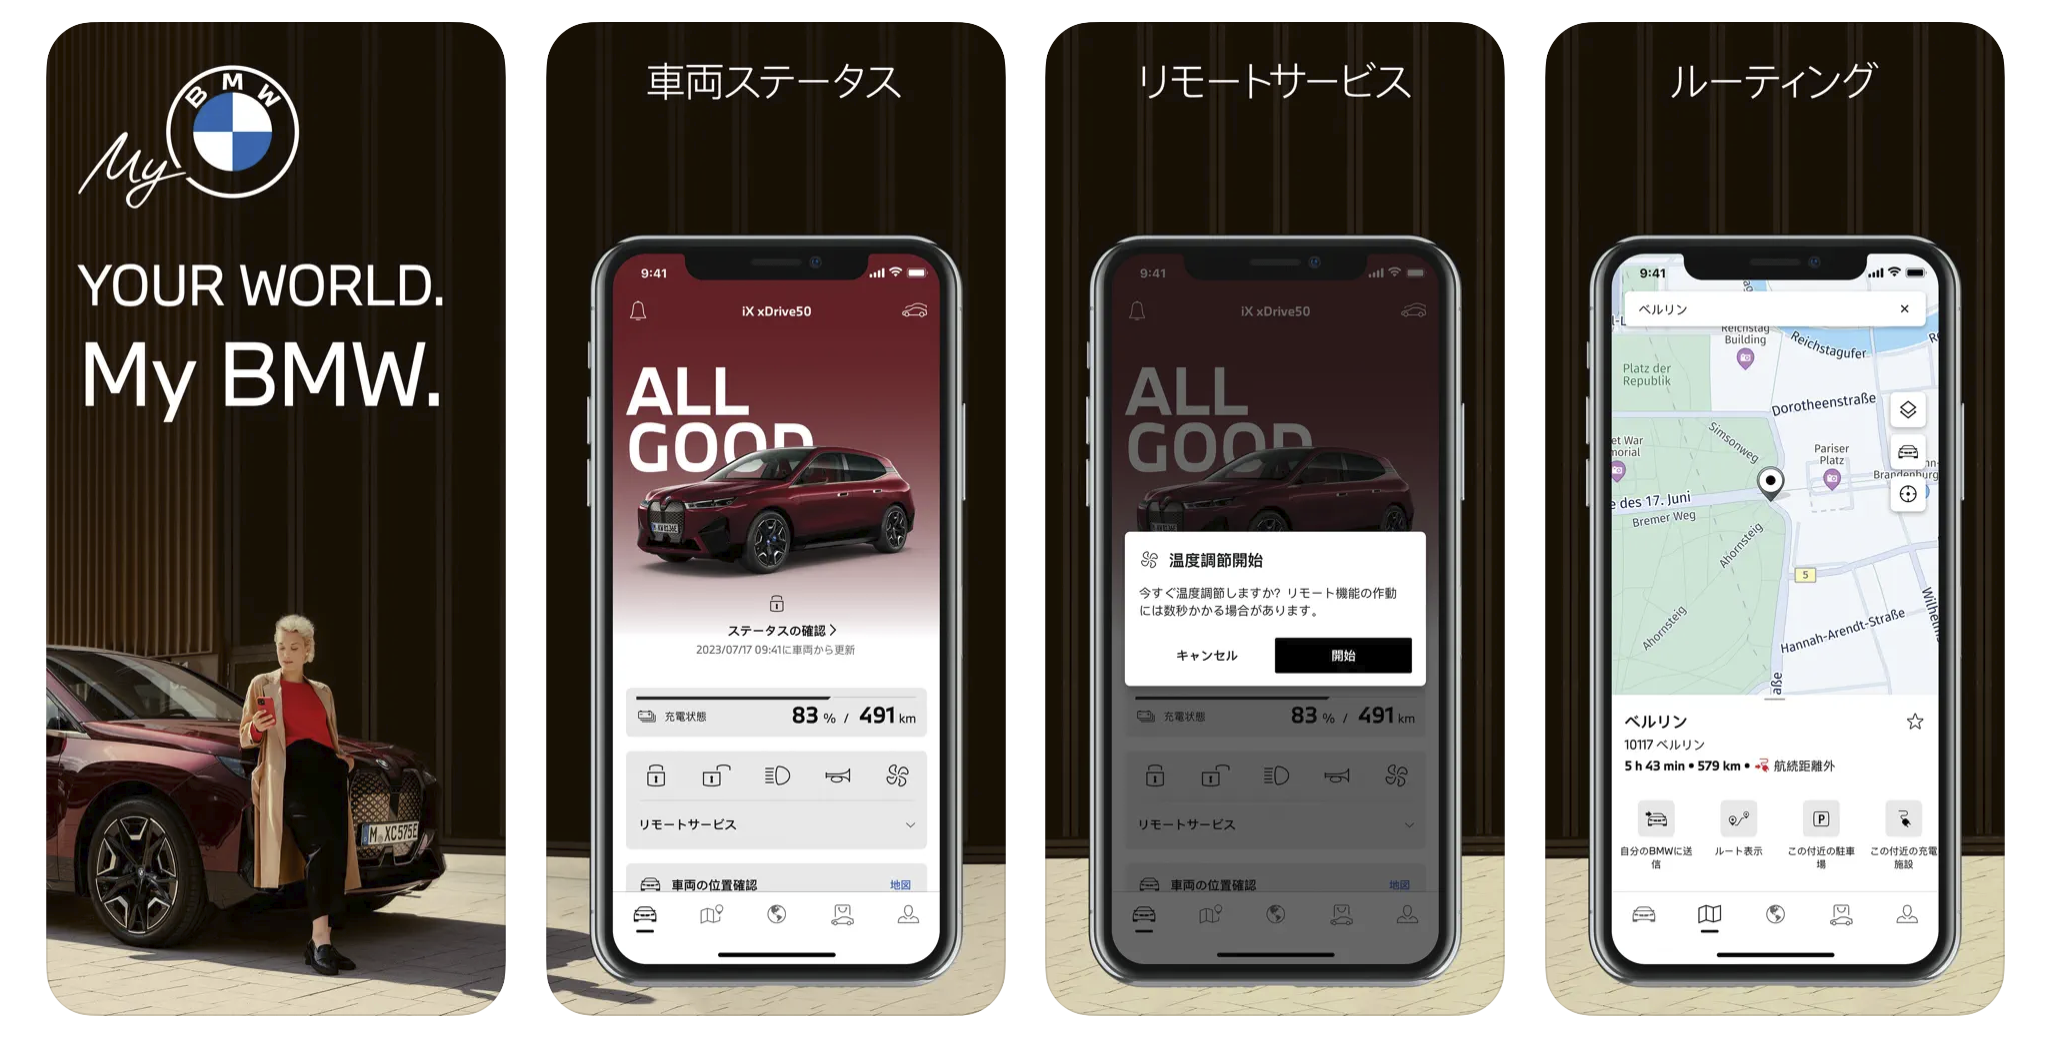 B M W
My
YOUR WORLD.
My BMW.
M XC575E
車両ステータス
9:41
iX xDrive50
ALL
GOOD
ステータスの確認
2023/07/17 09:41に車両から更新
充電状態 83 % / 491 km
リモートサービス
車両の位置確認 地図
リモートサービス
9:41
iX xDrive50
ALL
GOOD
温度調節開始
今すぐ温度調節しますか? リモート機能の作動
には数秒かかる場合があります。
キャンセル 開始
充電状態 83 % / 491 km
リモートサービス
車両の位置確認 地図
ルーティング
9:41
ベルリン
Reichstag
Building
Reichstagufer
Platz der
Republik
Dorotheenstraße
Simsonweg
et War
morial
Pariser
Platz
Brandenburg
e des 17. Juni
Bremer Weg
Ahornsteig
5
Ahornsteig
Hannah-Arendt-Straße
Wilhelms
aße
ベルリン
10117 ベルリン
5 h 43 min • 579 km • 航続距離外
P
自分のBMWに送
信
ルート表示
この付近の駐車
場
この付近の充電
施設